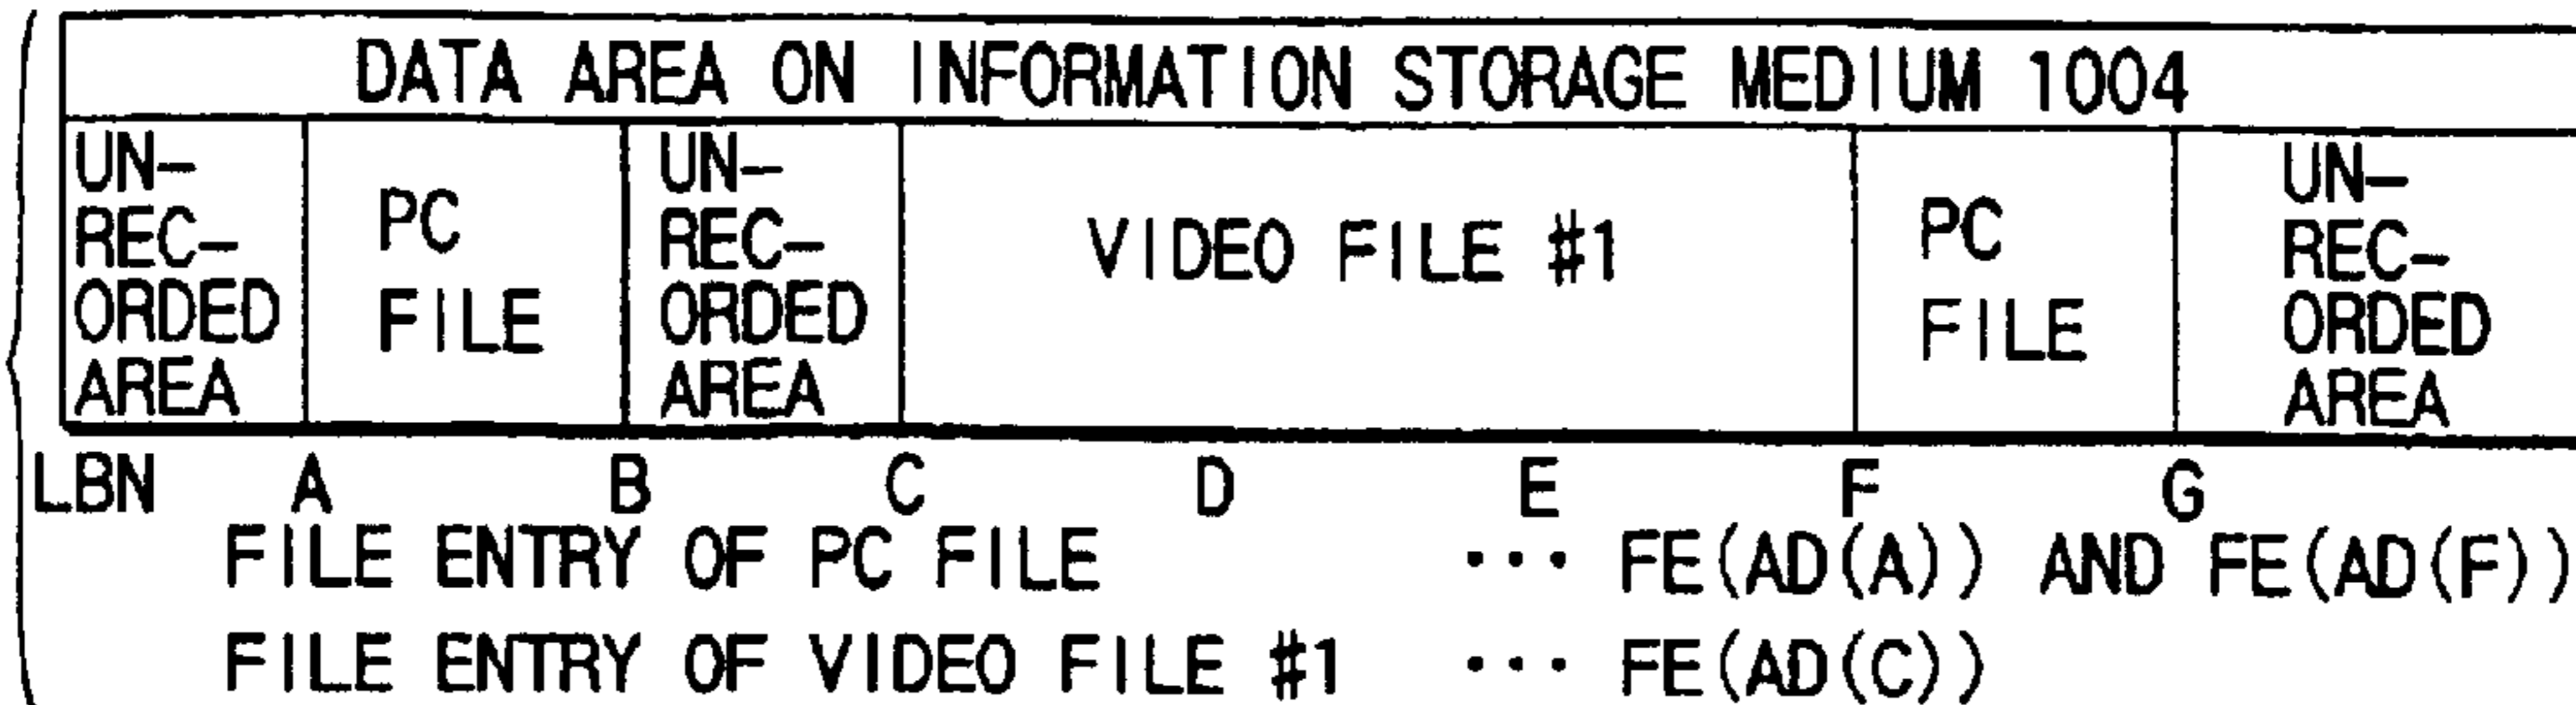 DATA AREA ON INFORMATION STORAGE MEDIUM 1004
UN-
REC-
ORDED
AREA
PC
FILE
UN-
REC-
ORDED
AREA
VIDEO FILE #1
PC
FILE
UN-
REC-
ORDED
AREA
LBN A B C D E F G
FILE ENTRY OF PC FILE ··· FE(AD(A)) AND FE(AD(F))
FILE ENTRY OF VIDEO FILE #1 ··· FE(AD(C))